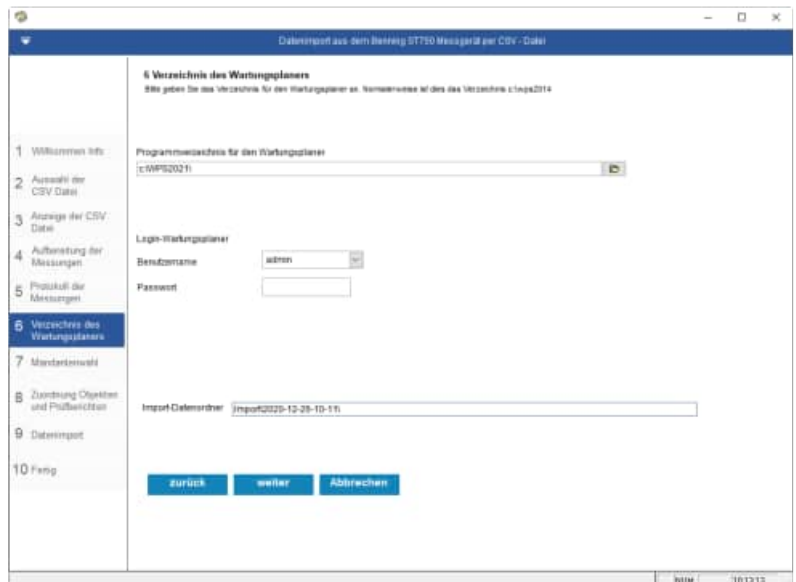 Datenimport aus dem Benning ST750 Messgerät per CSV - Datei
6 Verzeichnis des Wartungsplaners
Bitte geben Sie das Verzeichnis für den Wartungsplaner an. Normalerweise ist dies das Verzeichnis c:\wps2014
1 Willkommen Info
2 Auswahl der
CSV Datei
3 Anzeige der CSV
Datei
4 Aufbereitung der
Messungen
5 Protokoll der
Messungen
6 Verzeichnis des
Wartungsplaners
7 Mandantenwahl
8 Zuordnung Objekten
und Prüfberichten
9 Datenimport
10 Fertig
Programmverzeichnis für den Wartungsplaner
c:\WPS2021\
Login-Wartungsplaner
Benutzername
admin
Passwort
Import-Datenordner
\import\2020-12-28-10-11\
zurück
weiter
Abbrechen
NUM